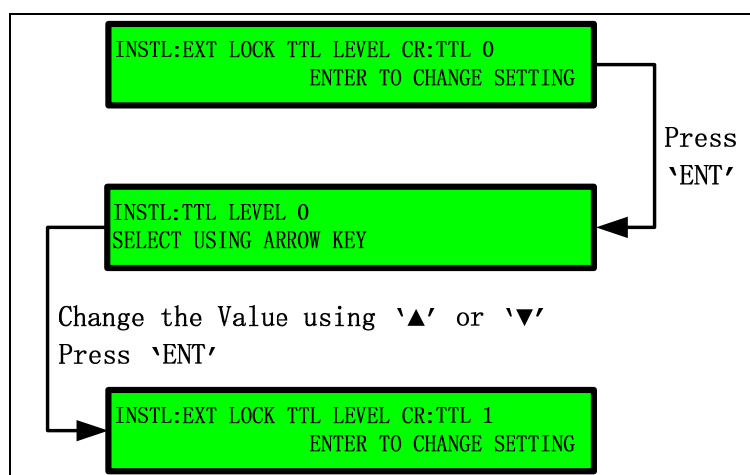 INSTL:EXT LOCK TTL LEVEL CR:TTL 0
ENTER TO CHANGE SETTING
Press
‵ENT′
INSTL:TTL LEVEL 0
SELECT USING ARROW KEY
Change the Value using ‵▲′ or ‵▼′
Press ‵ENT′
INSTL:EXT LOCK TTL LEVEL CR:TTL 1
ENTER TO CHANGE SETTING